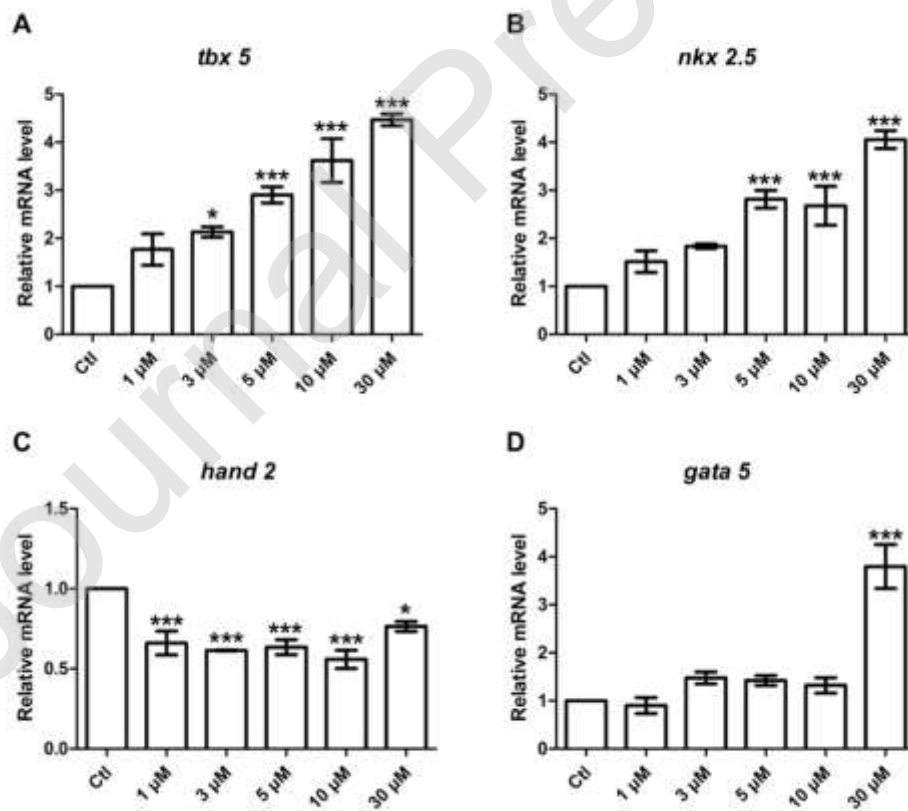 A
tbx 5
Relative mRNA level
5
4
3
2
1
0
*
***
***
***
Ctl
1 µM
3 µM
5 µM
10 µM
30 µM
B
nkx 2.5
Relative mRNA level
5
4
3
2
1
0
***
***
***
Ctl
1 µM
3 µM
5 µM
10 µM
30 µM
C
hand 2
Relative mRNA level
1.5
1.0
0.5
0.0
***
***
***
***
*
Ctl
1 µM
3 µM
5 µM
10 µM
30 µM
D
gata 5
Relative mRNA level
5
4
3
2
1
0
***
Ctl
1 µM
3 µM
5 µM
10 µM
30 µM
Journal Pre